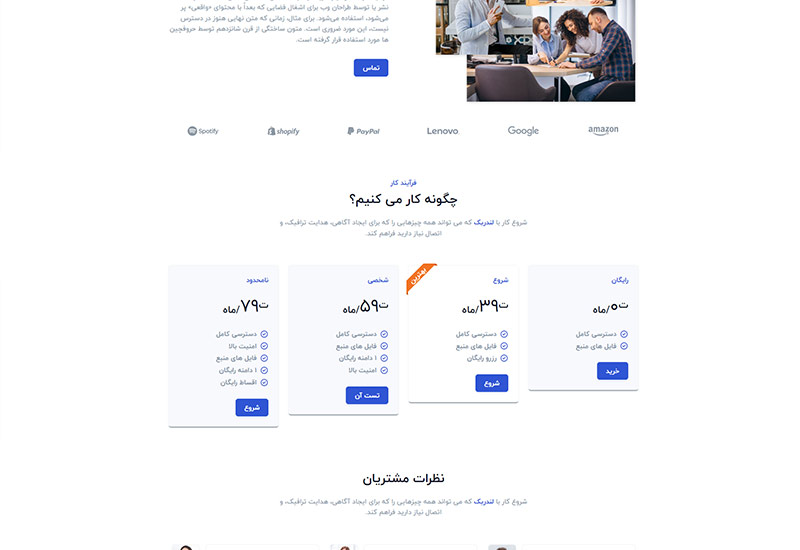 نشر یا توسط طراحان وب برای اشغال فضایی که بعداً با محتوای «واقعی» پر
می‌شود، استفاده می‌شود. برای مثال، زمانی که متن نهایی هنوز در دسترس
نیست، این مورد ضروری است. متون ساختگی از قرن شانزدهم توسط حروفچین
ها مورد استفاده قرار گرفته است.
تماس
Spotify
shopify
PayPal
Lenovo
Google
amazon
فرآیند کار
چگونه کار می کنیم؟
شروع کار با لندریک که می تواند همه چیزهایی را که برای ایجاد آگاهی، هدایت ترافیک، و
اتصال نیاز دارید فراهم کند.
رایگان
ت۰/ماه
دسترسی کامل
فایل های منبع
خرید
بهترین
شروع
ت۳۹/ماه
دسترسی کامل
فایل های منبع
رزرو رایگان
شروع
شخصی
ت۵۹/ماه
دسترسی کامل
فایل های منبع
۱ دامنه رایگان
امنیت بالا
تست آن
نامحدود
ت۷۹/ماه
دسترسی کامل
امنیت بالا
فایل های منبع
۱ دامنه رایگان
اقساط رایگان
شروع
نظرات مشتریان
شروع کار با لندریک که می تواند همه چیزهایی را که برای ایجاد آگاهی، هدایت ترافیک، و
اتصال نیاز دارید فراهم کند.